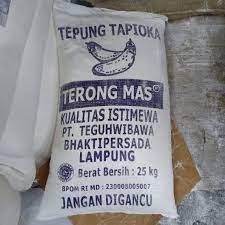 TEPUNG TAPIOKA
TERONG MAS®
KUALITAS ISTIMEWA
PT. TEGUHWIBAWA
BHAKTIPERSADA
LAMPUNG
Berat Bersih : 25 kg
BPOM RI MD : 230008005007
JANGAN DIGANCU